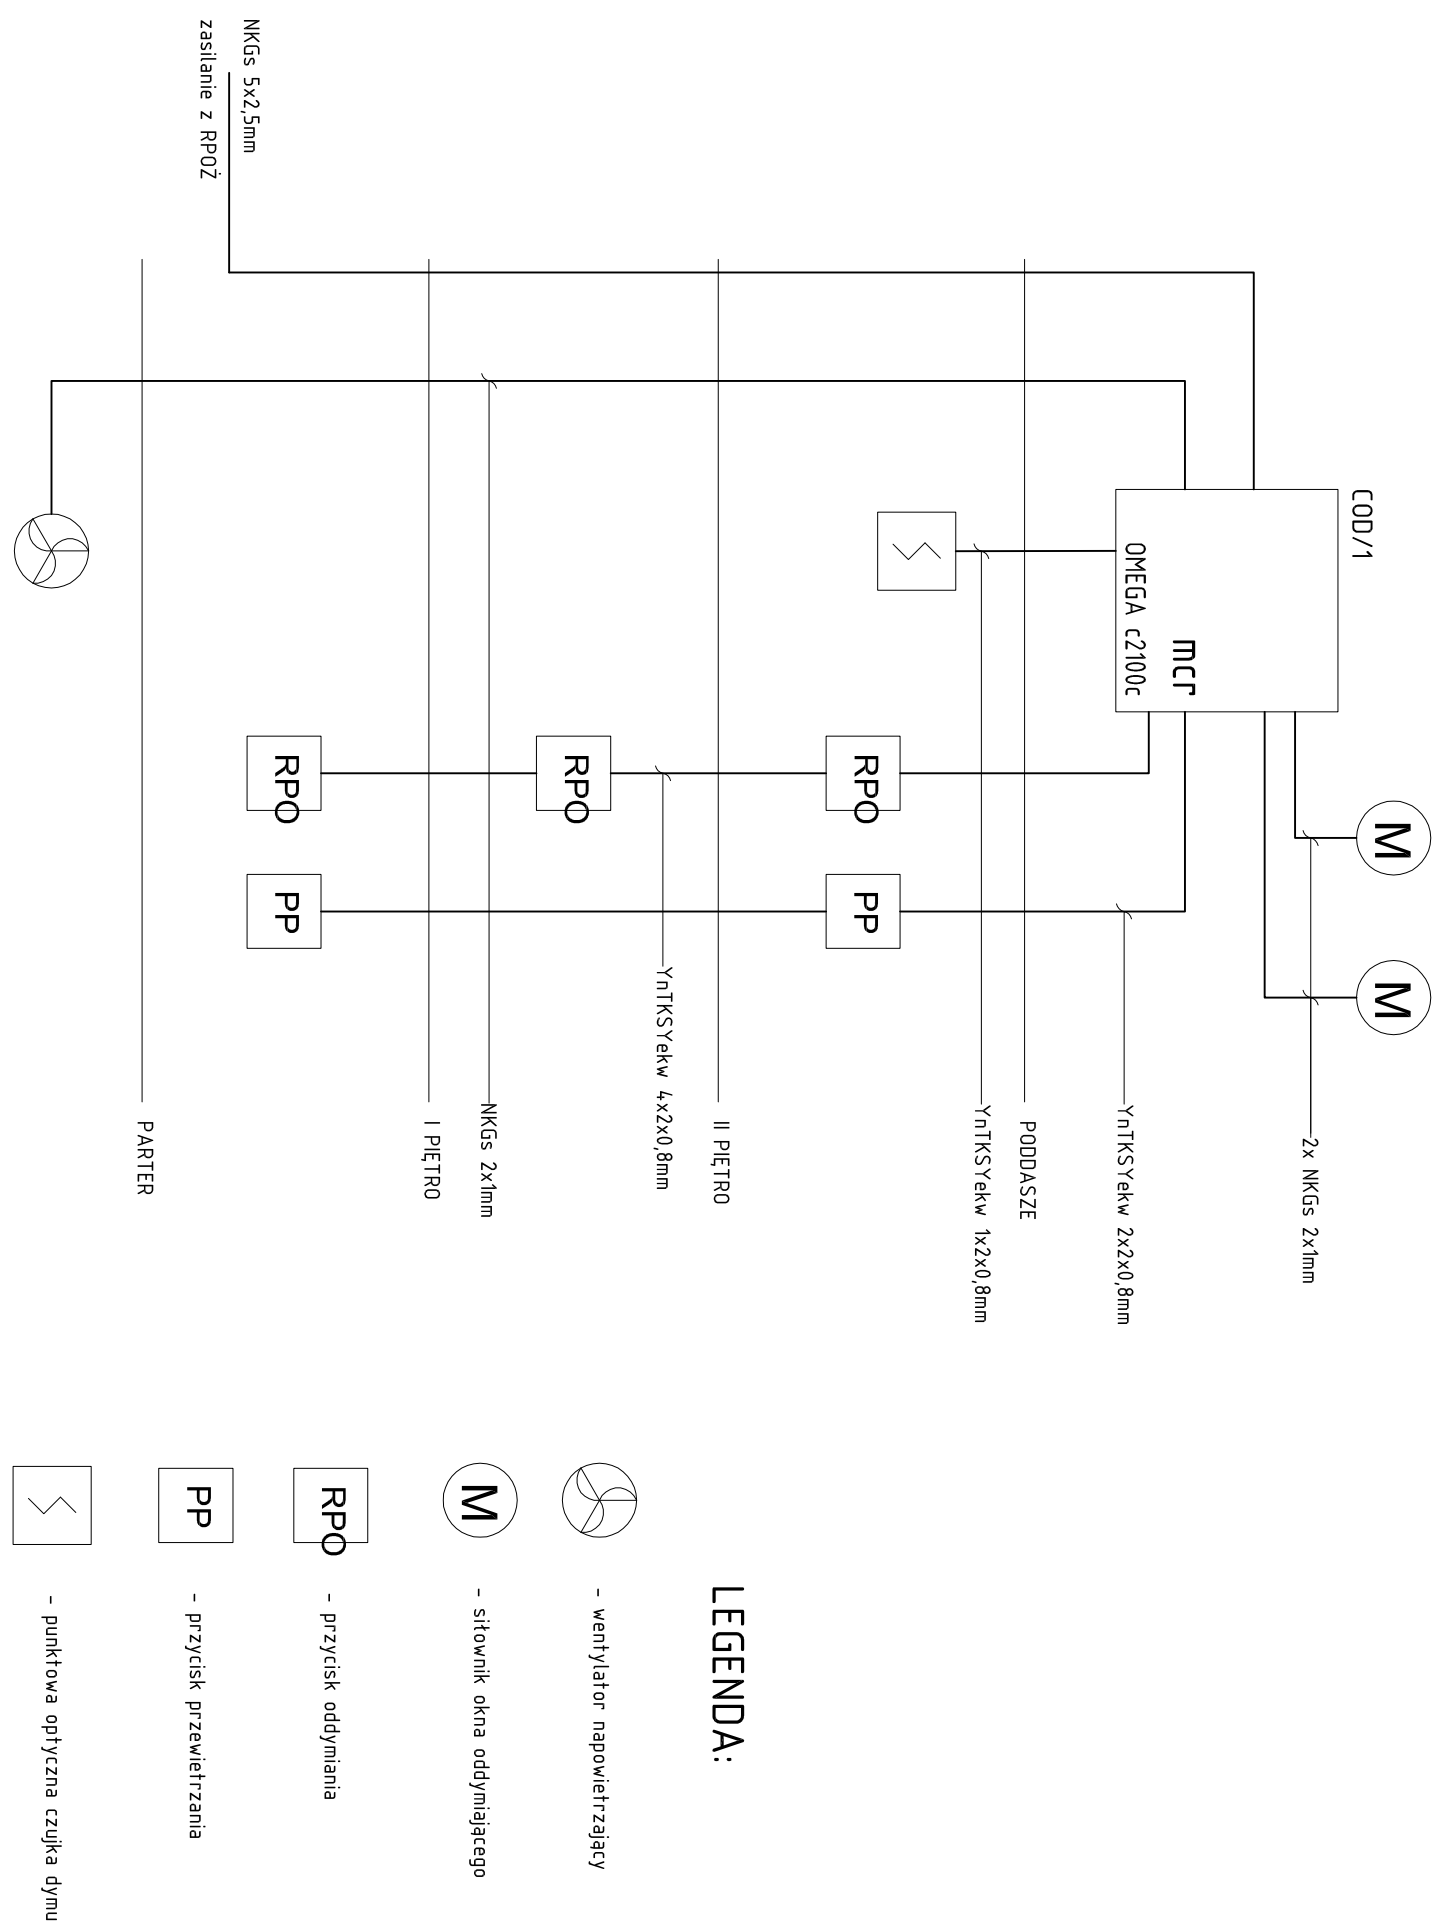 COD/1
M
M
2x NKGs 2x1mm
mcr
OMEGA c2100c
YnTKSYekw 2x2x0,8mm
PODDASZE
YnTKSYekw 1x2x0,8mm
RPO
PP
II PIĘTRO
YnTKSYekw 4x2x0,8mm
RPO
NKGs 2x1mm
I PIĘTRO
RPO
PP
NKGs 5x2,5mm
zasilanie z RPOŻ
PARTER
LEGENDA:
- wentylator napowietrzający
M - siłownik okna oddymiającego
RPO - przycisk oddymiania
PP - przycisk przewietrzania
- punktowa optyczna czujka dymu